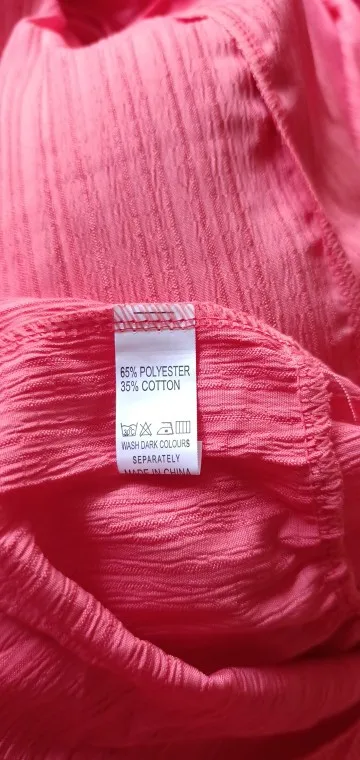 65% POLYESTER
35% COTTON
WASH DARK COLOURS
SEPARATELY
MADE IN CHINA